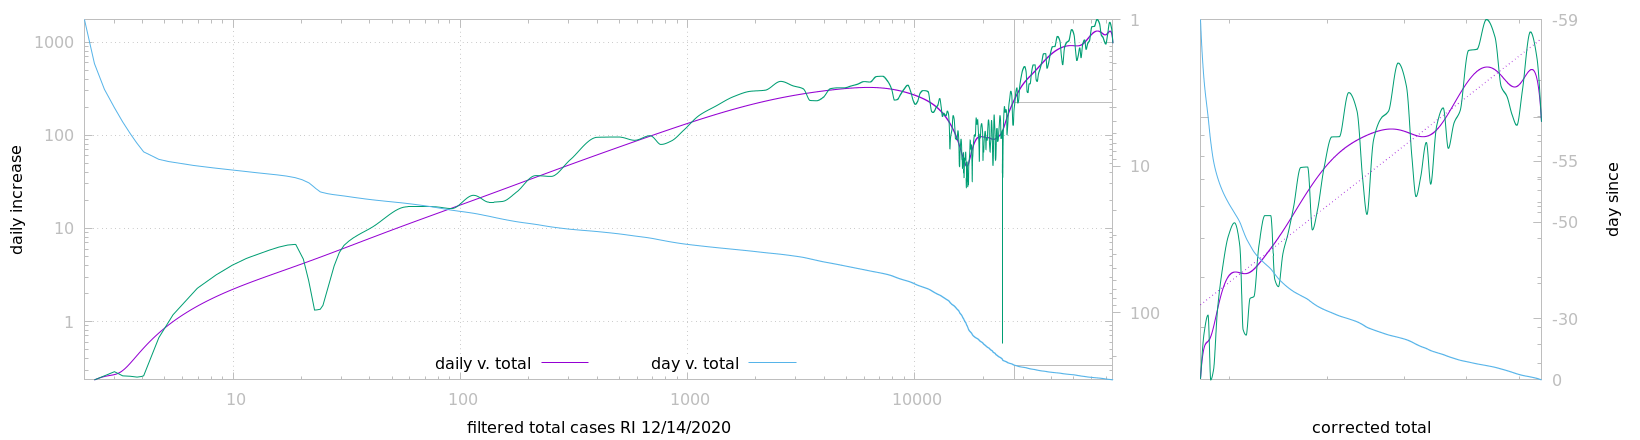 1000
100
10
1
daily increase
daily v. total
day v. total
10
100
1000
10000
filtered total cases RI 12/14/2020
1
10
100
-59
-55
-50
-30
0
day since
corrected total